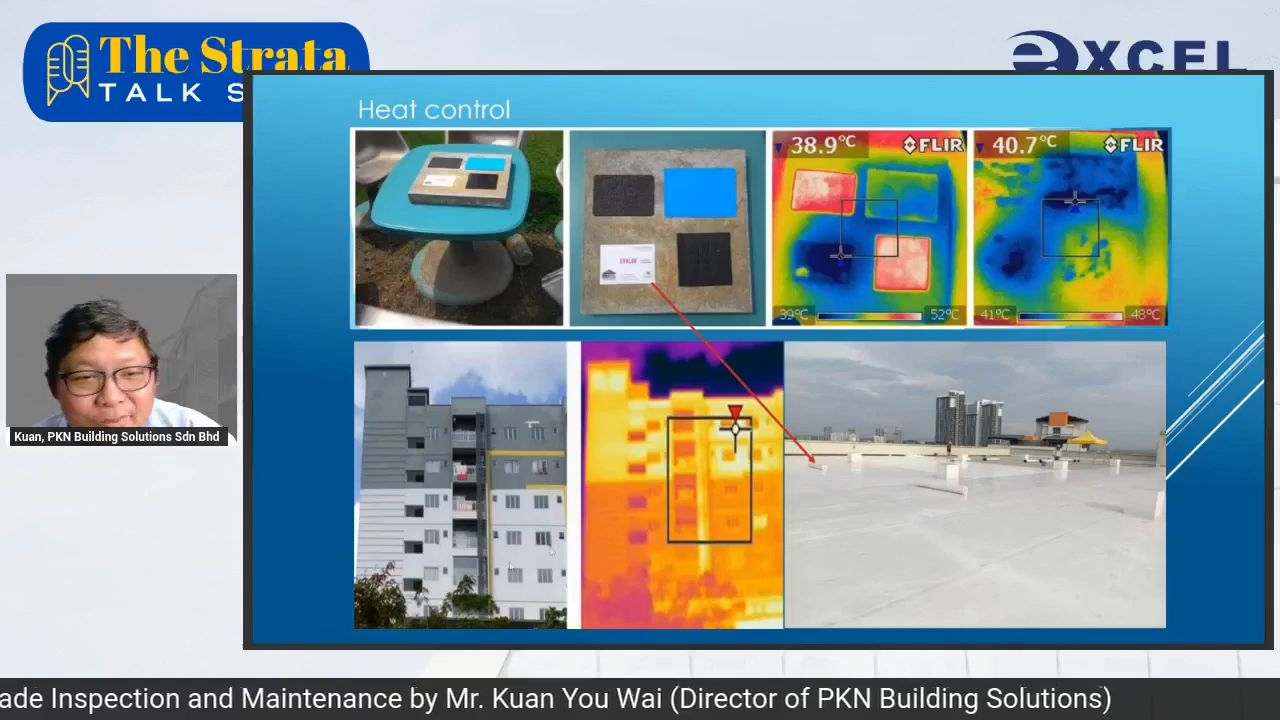 The Strata
TALK S
eXCEL
Heat control
38.9°C
FLIR
40.7°C
FLIR
39°C
52°C
41°C
48°C
Kuan, PKN Building Solutions Sdn Bhd
ade Inspection and Maintenance by Mr. Kuan You Wai (Director of PKN Building Solutions)